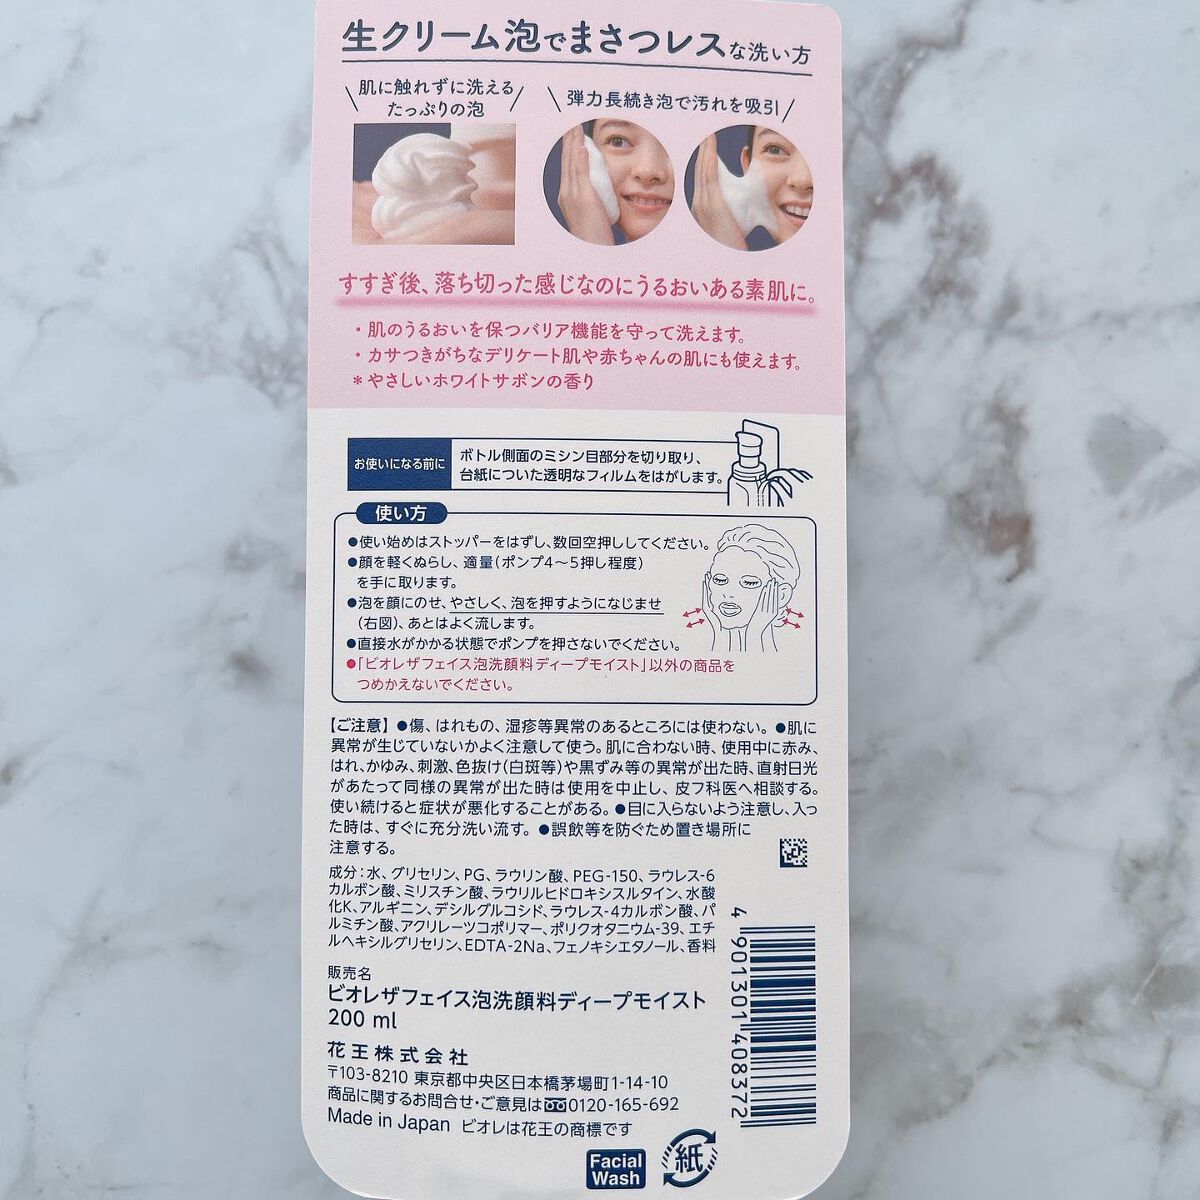 生クリーム泡でまさつレスな洗い方
肌に触れずに洗える
たっぷりの泡
弾力長続き泡で汚れを吸引
すすぎ後、落ち切った感じなのにうるおいある素肌に。
・肌のうるおいを保つバリア機能を守って洗えます。
・カサつきがちなデリケート肌や赤ちゃんの肌にも使えます。
＊やさしいホワイトサボンの香り
お使いになる前に
ボトル側面のミシン目部分を切り取り、
台紙についた透明なフィルムをはがします。
使い方
●使い始めはストッパーをはずし、数回空押ししてください。
●顔を軽くぬらし、適量（ポンプ4〜5押し程度）
を手に取ります。
●泡を顔にのせ、やさしく、泡を押すようになじませ
（右図）、あとはよく流します。
●直接水がかかる状態でポンプを押さないでください。
●「ビオレザフェイス泡洗顔料ディープモイスト」以外の商品を
つめかえないでください。
【ご注意】●傷、はれもの、湿疹等異常のあるところには使わない。●肌に
異常が生じていないかよく注意して使う。肌に合わない時、使用中に赤み、
はれ、かゆみ、刺激、色抜け（白斑等）や黒ずみ等の異常が出た時、直射日光
があたって同様の異常が出た時は使用を中止し、皮フ科医へ相談する。
使い続けると症状が悪化することがある。●目に入らないよう注意し、入っ
た時は、すぐに充分洗い流す。●誤飲等を防ぐため置き場所に
注意する。
成分：水、グリセリン、PG、ラウリン酸、PEG-150、ラウレス-6
カルボン酸、ミリスチン酸、ラウリルヒドロキシスルタイン、水酸
化K、アルギニン、デシルグルコシド、ラウレス-4カルボン酸、パ
ルミチン酸、アクリレーツコポリマー、ポリクオタニウム-39、エチ
ルヘキシルグリセリン、EDTA-2Na、フェノキシエタノール、香料
販売名
ビオレザフェイス泡洗顔料ディープモイスト
200 ml
花王株式会社
〒103-8210 東京都中央区日本橋茅場町1-14-10
商品に関するお問合せ・ご意見は 0120-165-692
Made in Japan ビオレは花王の商標です
4 901301 408372
Facial
Wash
紙